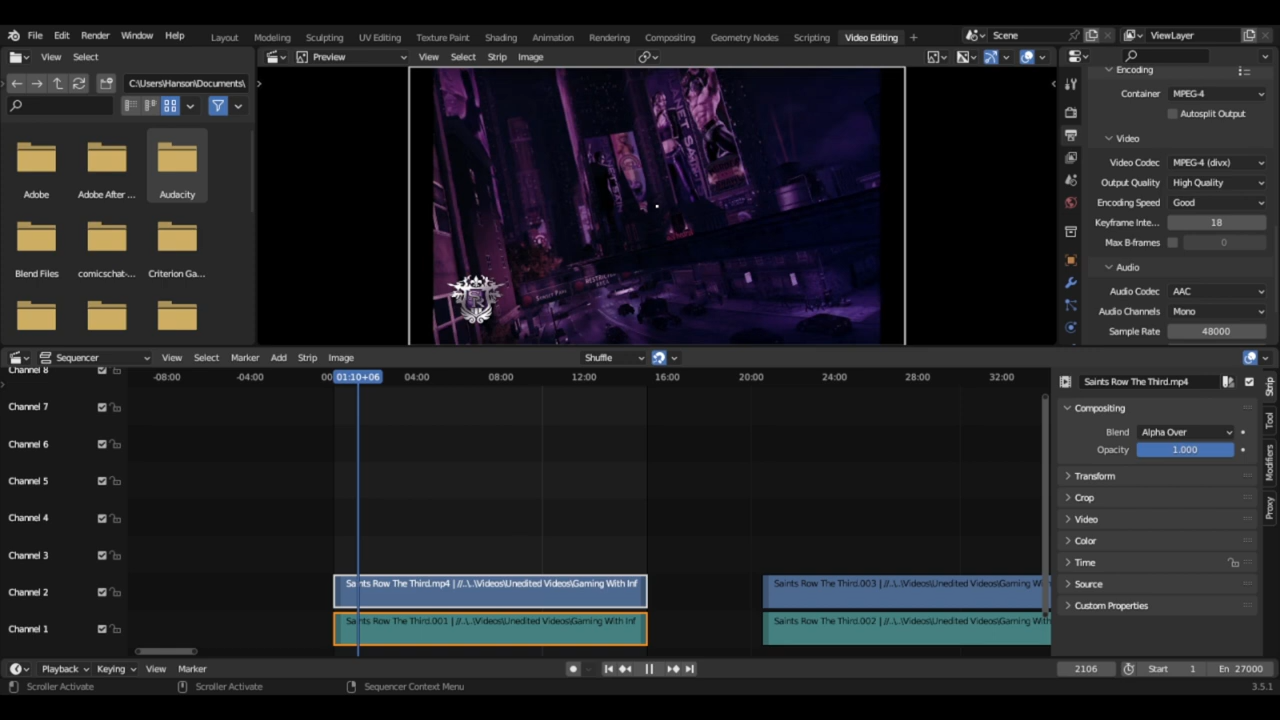 File Edit Render Window Help Layout Modeling Sculpting UV Editing Texture Paint Shading Animation Rendering Compositing Geometry Nodes Scripting Video Editing + Scene ViewLayer
View Select
Preview View Select Strip Image
C:\Users\Hanson\Documents\
Adobe Adobe After ... Audacity
Blend Files comicschat-... Criterion Ga...
SAINTS ROW
Encoding
Container MPEG-4
Autosplit Output
Video
Video Codec MPEG-4 (divx)
Output Quality High Quality
Encoding Speed Good
Keyframe Inte... 18
Max B-frames 0
Audio
Audio Codec AAC
Audio Channels Mono
Sample Rate 48000
Sequencer View Select Marker Add Strip Image Shuffle
-08:00 -04:00 00 01:10+06 04:00 08:00 12:00 16:00 20:00 24:00 28:00 32:00
Channel 8
Channel 7
Channel 6
Channel 5
Channel 4
Channel 3
Channel 2 Saints Row The Third.mp4 | //..\..\Videos\Unedited Videos\Gaming With Inf Saints Row The Third.003 | //..\..\Videos\Unedited Videos\Gaming With
Channel 1 Saints Row The Third.001 | //..\..\Videos\Unedited Videos\Gaming With Inf Saints Row The Third.002 | //..\..\Videos\Unedited Videos\Gaming With
Saints Row The Third.mp4
Compositing
Blend Alpha Over
Opacity 1.000
Transform
Crop
Video
Color
Time
Source
Custom Properties
Strip
Tool
Modifiers
Proxy
Playback Keying View Marker 2106 Start 1 En 27000
Scroller Activate Scroller Activate Sequencer Context Menu 3.5.1